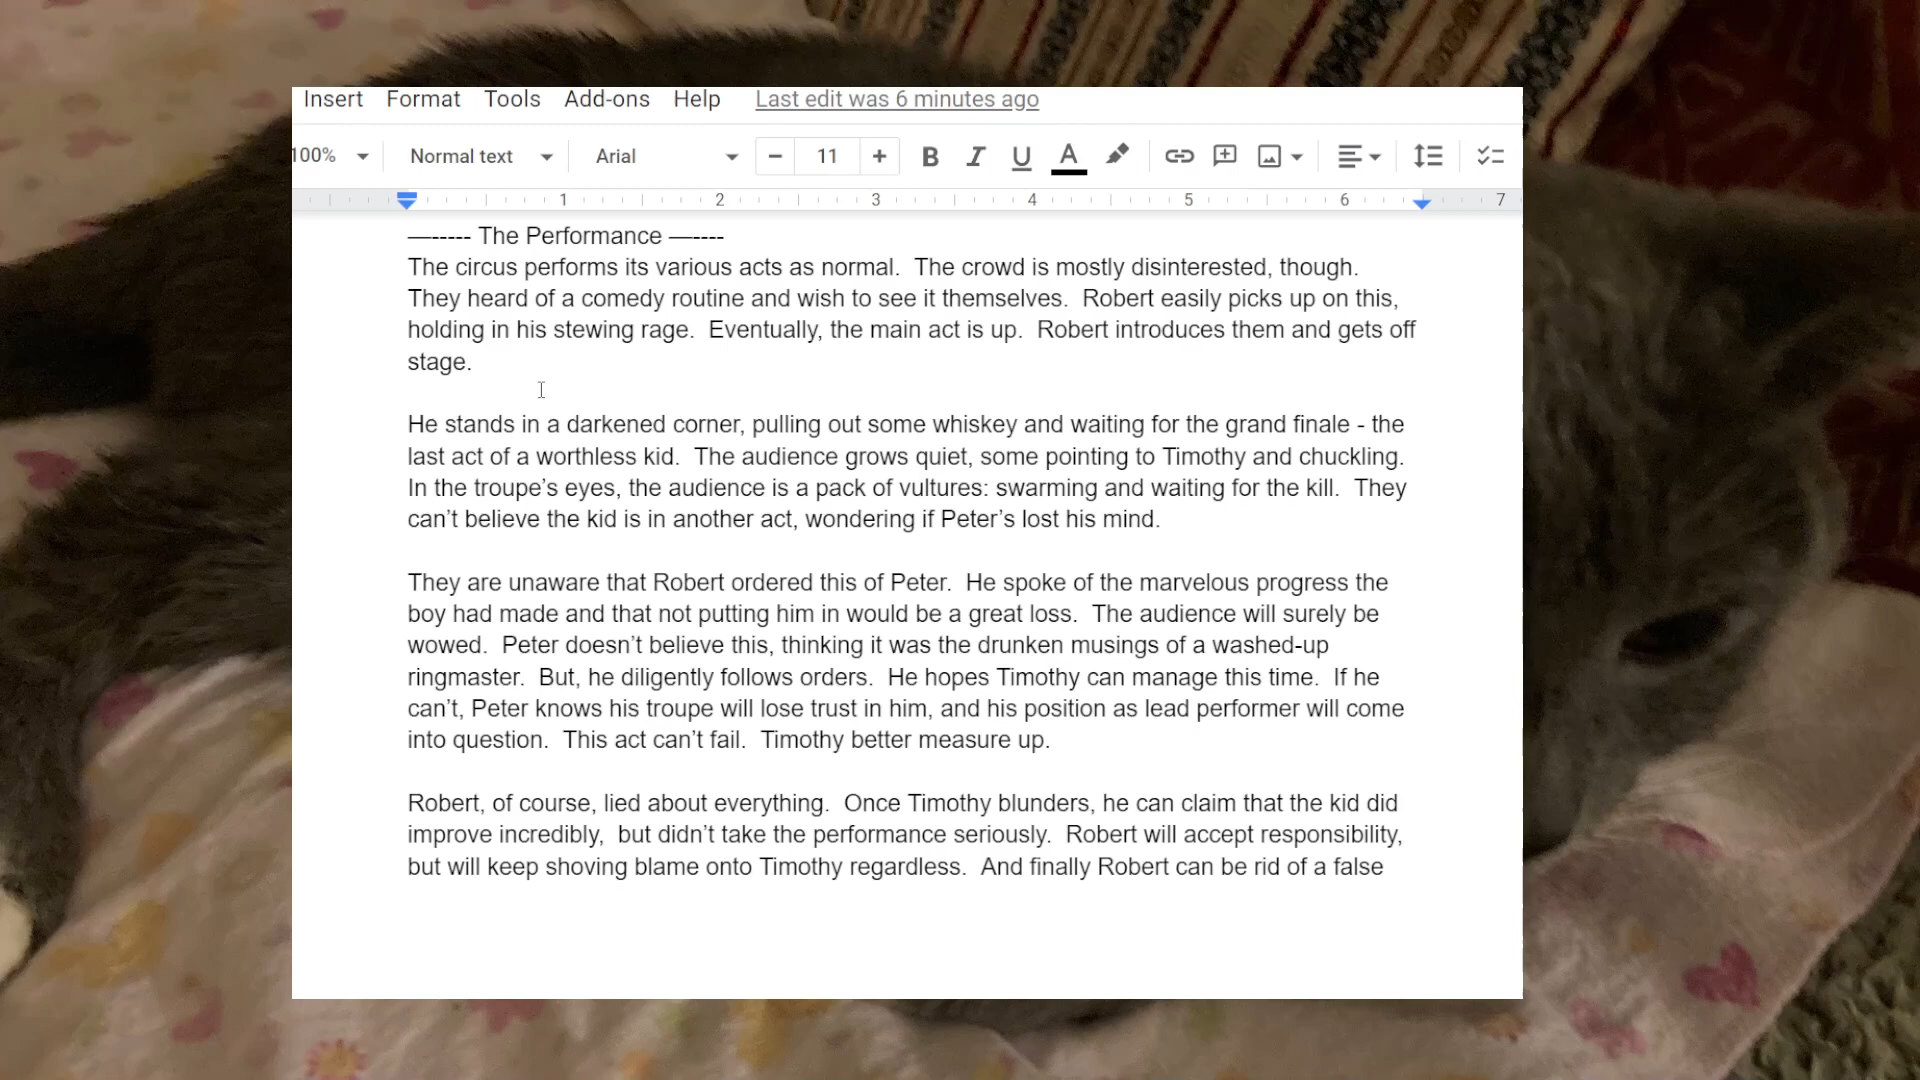 Insert Format Tools Add-ons Help Last edit was 6 minutes ago
100% Normal text Arial − 11 + B I U A
1 2 3 4 5 6 7
—----- The Performance —----
The circus performs its various acts as normal.  The crowd is mostly disinterested, though.
They heard of a comedy routine and wish to see it themselves.  Robert easily picks up on this,
holding in his stewing rage.  Eventually, the main act is up.  Robert introduces them and gets off
stage.
He stands in a darkened corner, pulling out some whiskey and waiting for the grand finale - the
last act of a worthless kid.  The audience grows quiet, some pointing to Timothy and chuckling.
In the troupe’s eyes, the audience is a pack of vultures: swarming and waiting for the kill.  They
can’t believe the kid is in another act, wondering if Peter’s lost his mind.
They are unaware that Robert ordered this of Peter.  He spoke of the marvelous progress the
boy had made and that not putting him in would be a great loss.  The audience will surely be
wowed.  Peter doesn’t believe this, thinking it was the drunken musings of a washed-up
ringmaster.  But, he diligently follows orders.  He hopes Timothy can manage this time.  If he
can’t, Peter knows his troupe will lose trust in him, and his position as lead performer will come
into question.  This act can’t fail.  Timothy better measure up.
Robert, of course, lied about everything.  Once Timothy blunders, he can claim that the kid did
improve incredibly,  but didn’t take the performance seriously.  Robert will accept responsibility,
but will keep shoving blame onto Timothy regardless.  And finally Robert can be rid of a false